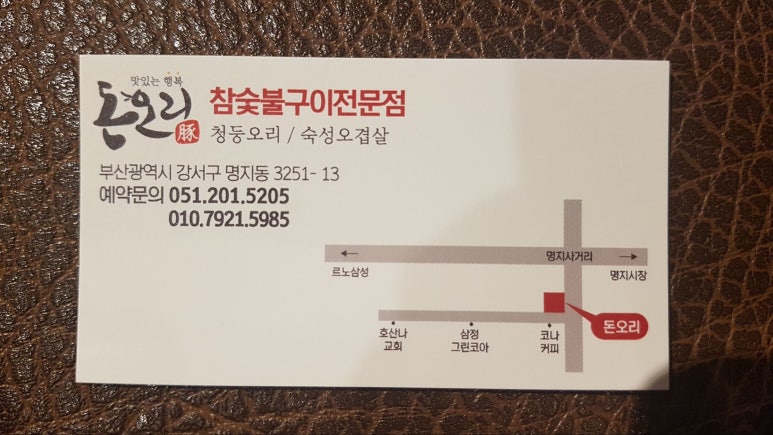 맛있는 행복
돈오리
豚
참숯불구이전문점
청둥오리 / 숙성오겹살
부산광역시 강서구 명지동 3251- 13
예약문의 051.201.5205
010.7921.5985
← 명지사거리 →
르노삼성 명지시장
돈오리
호산나
교회
삼정
그린코아
코나
커피